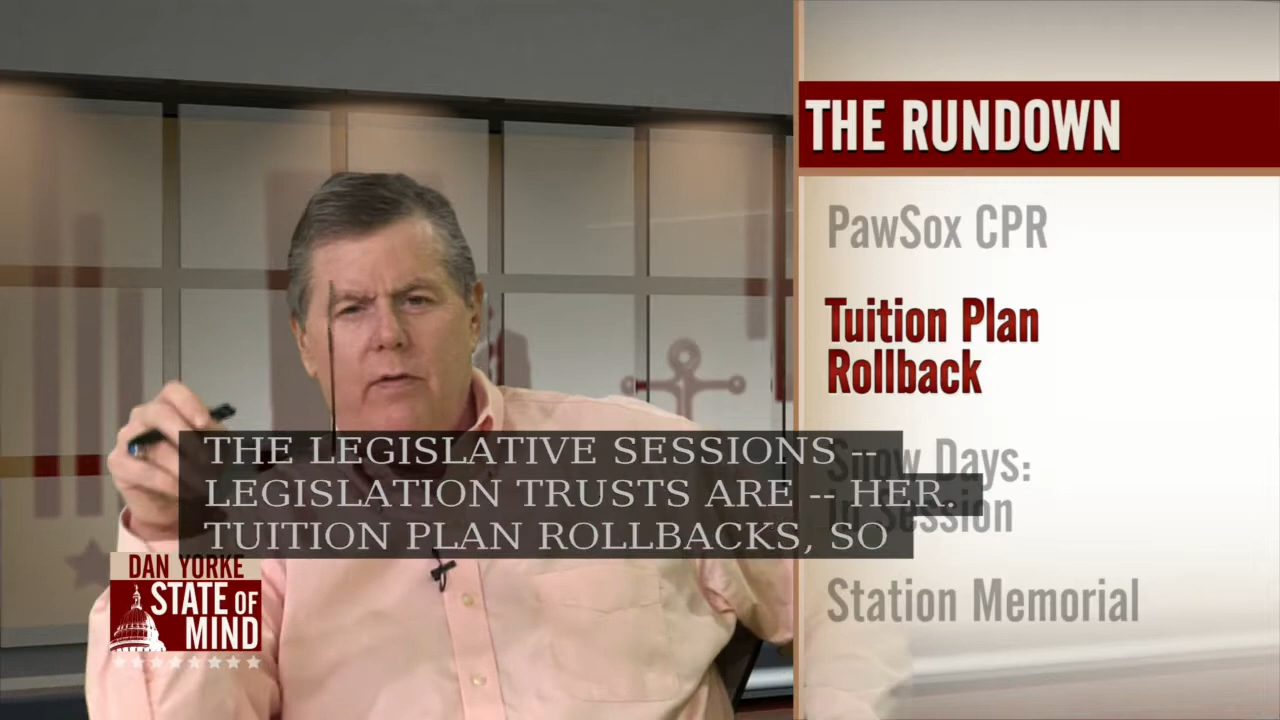 THE RUNDOWN
PawSox CPR
Tuition Plan
Rollback
Snow Days:
In Session
Station Memorial
THE LEGISLATIVE SESSIONS --
LEGISLATION TRUSTS ARE -- HER.
TUITION PLAN ROLLBACKS, SO
DAN YORKE
STATE OF
MIND